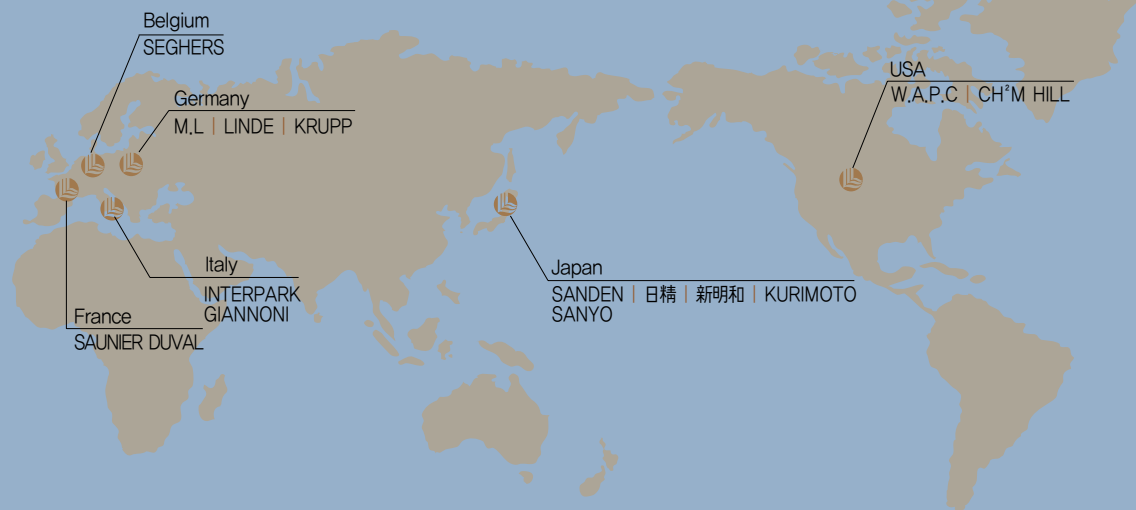 Belgium
SEGHERS
Germany
M.L | LINDE | KRUPP
USA
W.A.P.C | CH²M HILL
Italy
INTERPARK
GIANNONI
France
SAUNIER DUVAL
Japan
SANDEN | 日精 | 新明和 | KURIMOTO
SANYO